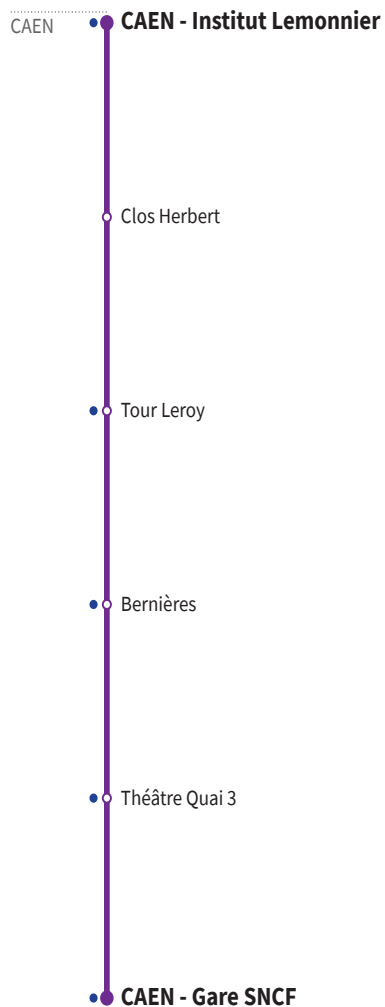 CAEN
CAEN - Institut Lemonnier
Clos Herbert
Tour Leroy
Bernières
Théâtre Quai 3
CAEN - Gare SNCF